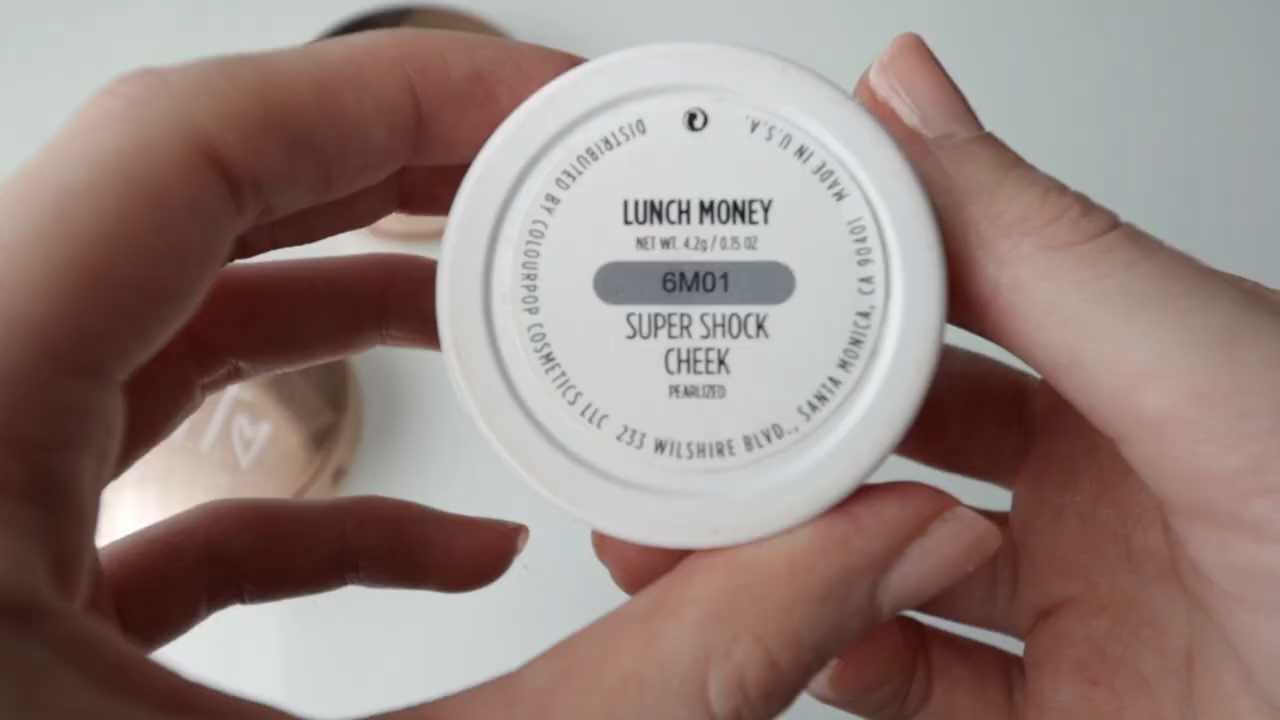 LUNCH MONEY
NET WT. 4.2g / 0.15 OZ
6M01
SUPER SHOCK
CHEEK
PEARLIZED
DISTRIBUTED BY COLOURPOP COSMETICS LLC 233 WILSHIRE BLVD., SANTA MONICA, CA 90401 MADE IN U.S.A.